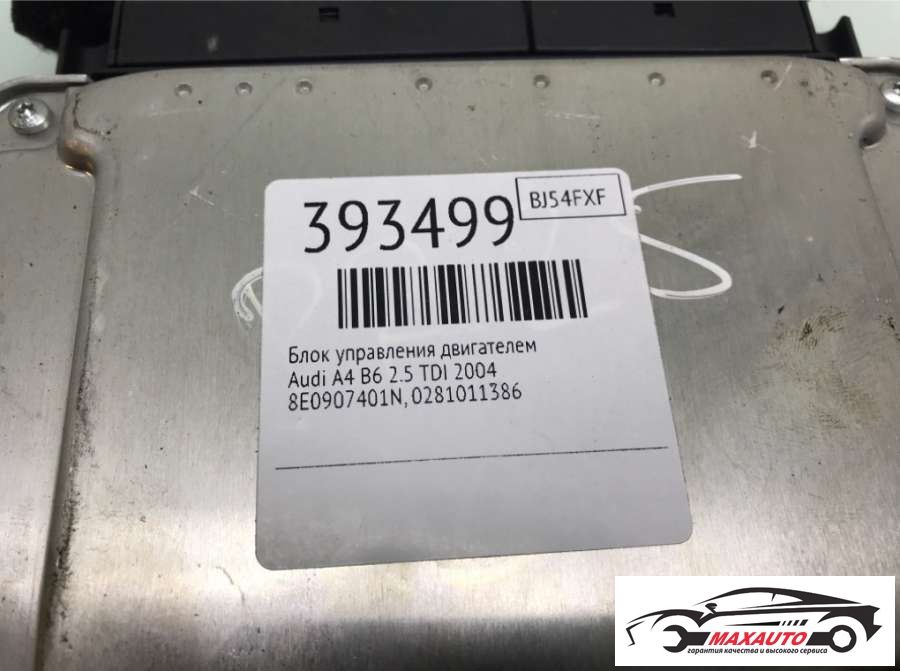 393499
BJ54FXF
Блок управления двигателем
Audi A4 B6 2.5 TDI 2004
8E0907401N, 0281011386
MAXAUTO
гарантия качества и высокого сервиса